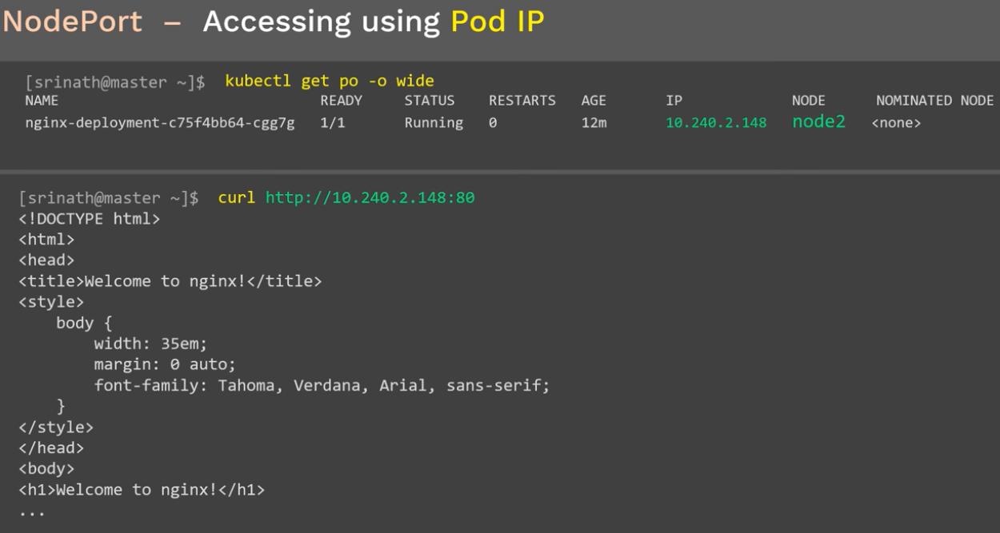 NodePort – Accessing using Pod IP
[srinath@master ~]$ kubectl get po -o wide
NAME READY STATUS RESTARTS AGE IP NODE NOMINATED NODE
nginx-deployment-c75f4bb64-cgg7g 1/1 Running 0 12m 10.240.2.148 node2 <none>
[srinath@master ~]$ curl http://10.240.2.148:80
<!DOCTYPE html>
<html>
<head>
<title>Welcome to nginx!</title>
<style>
    body {
        width: 35em;
        margin: 0 auto;
        font-family: Tahoma, Verdana, Arial, sans-serif;
    }
</style>
</head>
<body>
<h1>Welcome to nginx!</h1>
...